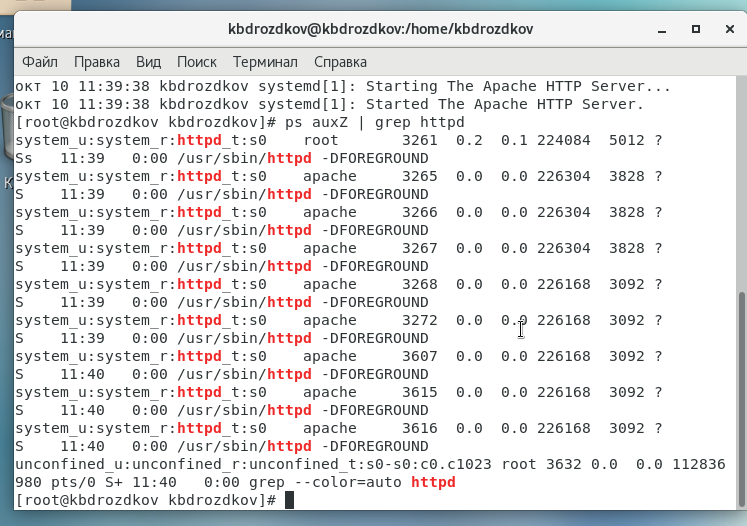 kbdrozdkov@kbdrozdkov:/home/kbdrozdkov
Файл Правка Вид Поиск Терминал Справка
окт 10 11:39:38 kbdrozdkov systemd[1]: Starting The Apache HTTP Server...
окт 10 11:39:38 kbdrozdkov systemd[1]: Started The Apache HTTP Server.
[root@kbdrozdkov kbdrozdkov]# ps auxZ | grep httpd
system_u:system_r:httpd_t:s0    root       3261  0.2  0.1 224084  5012 ?
Ss   11:39   0:00 /usr/sbin/httpd -DFOREGROUND
system_u:system_r:httpd_t:s0    apache     3265  0.0  0.0 226304  3828 ?
S    11:39   0:00 /usr/sbin/httpd -DFOREGROUND
system_u:system_r:httpd_t:s0    apache     3266  0.0  0.0 226304  3828 ?
S    11:39   0:00 /usr/sbin/httpd -DFOREGROUND
system_u:system_r:httpd_t:s0    apache     3267  0.0  0.0 226304  3828 ?
S    11:39   0:00 /usr/sbin/httpd -DFOREGROUND
system_u:system_r:httpd_t:s0    apache     3268  0.0  0.0 226168  3092 ?
S    11:39   0:00 /usr/sbin/httpd -DFOREGROUND
system_u:system_r:httpd_t:s0    apache     3272  0.0  0.0 226168  3092 ?
S    11:39   0:00 /usr/sbin/httpd -DFOREGROUND
system_u:system_r:httpd_t:s0    apache     3607  0.0  0.0 226168  3092 ?
S    11:40   0:00 /usr/sbin/httpd -DFOREGROUND
system_u:system_r:httpd_t:s0    apache     3615  0.0  0.0 226168  3092 ?
S    11:40   0:00 /usr/sbin/httpd -DFOREGROUND
system_u:system_r:httpd_t:s0    apache     3616  0.0  0.0 226168  3092 ?
S    11:40   0:00 /usr/sbin/httpd -DFOREGROUND
unconfined_u:unconfined_r:unconfined_t:s0-s0:c0.c1023 root 3632 0.0  0.0 112836
980 pts/0 S+ 11:40   0:00 grep --color=auto httpd
[root@kbdrozdkov kbdrozdkov]#